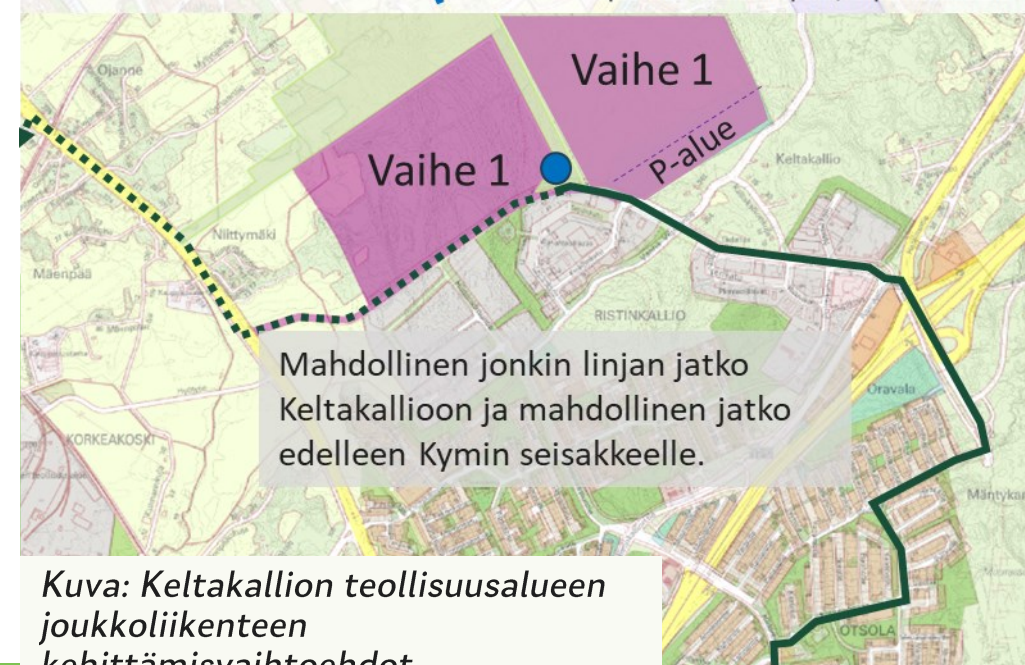 Vaihe 1
Ojanne
Vaihe 1
P-alue
Keltakallio
Niittymäki
Mäenpää
RISTINKALLIO
Mahdollinen jonkin linjan jatko
Keltakallioon ja mahdollinen jatko
edelleen Kymin seisakkeelle.
Oravala
KORKEAKOSKI
Kuva: Keltakallion teollisuusalueen
joukkoliikenteen
kehittämisvaihtoehdot
OTSOLA